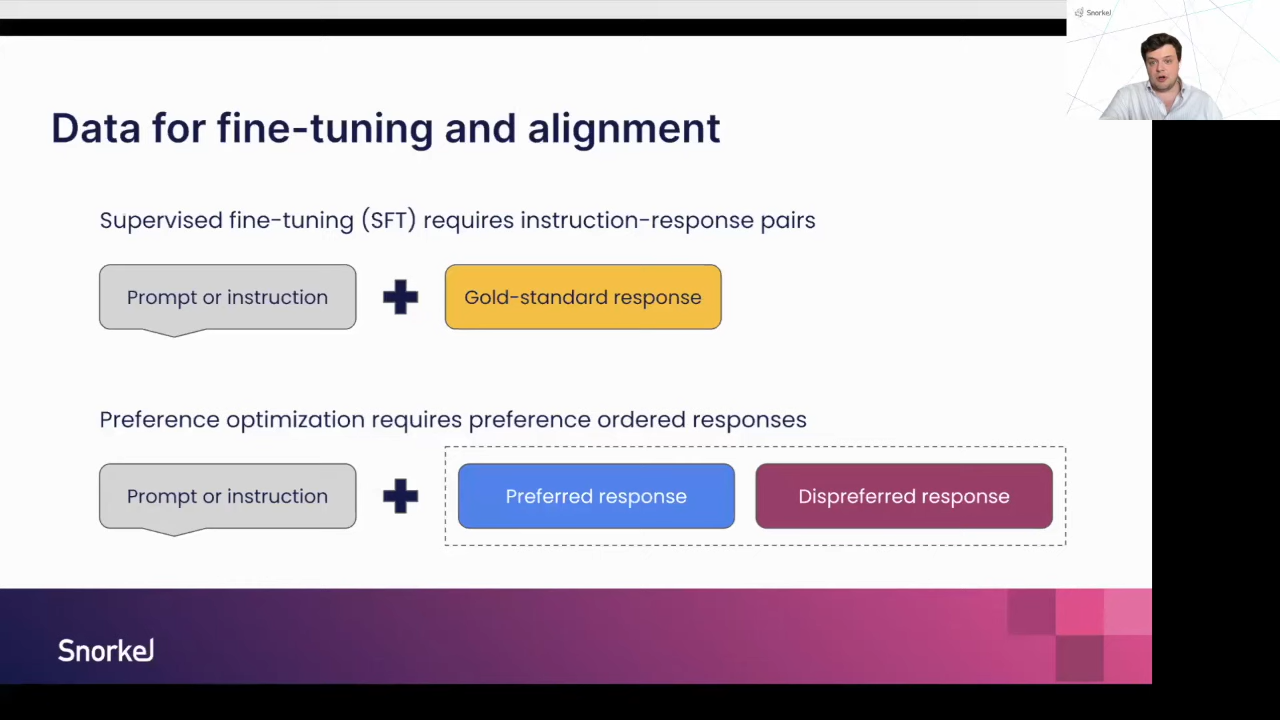 Snorkel
Data for fine-tuning and alignment
Supervised fine-tuning (SFT) requires instruction-response pairs
Prompt or instruction
Gold-standard response
Preference optimization requires preference ordered responses
Prompt or instruction
Preferred response
Dispreferred response
Snorkel